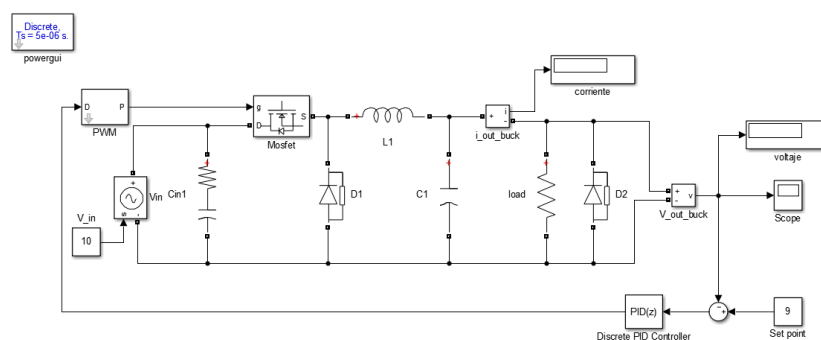 Discrete,
Ts = 5e-06 s.
powergui
D P
PWM
g
D S
Mosfet
L1
+ i
-
i_out_buck
corriente
voltaje
+
Vin
s -
V_in
10
Cin1
D1
C1
load
D2
+ v
-
V_out_buck
Scope
PID(z)
Discrete PID Controller
−
+
9
Set point